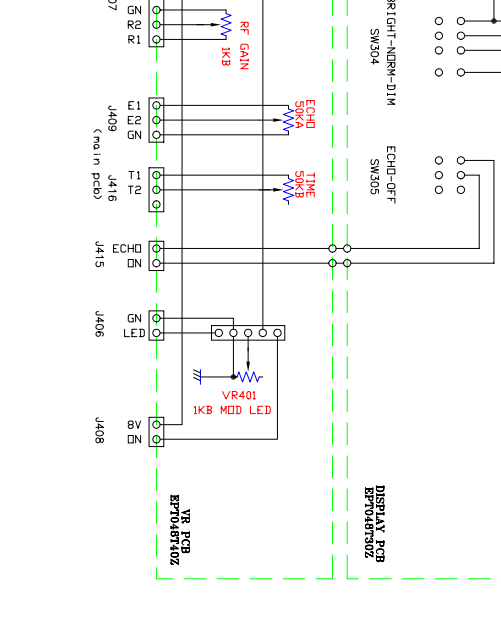 07
GN
R2
R1
RF GAIN
1KB
BRIGHT-NORM-DIM
SW304
J409
(main pcb)
E1
E2
GN
ECHO
50KA
J416
T1
T2
TIME
50KB
ECHO-OFF
SW305
J415
ECHO
ON
J406
GN
LED
VR401
1KB MOD LED
J408
8V
ON
VR PCB
EPT048T40Z
DISPLAY PCB
EPT048T30Z